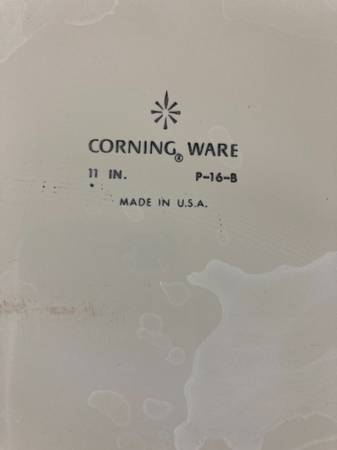 CORNING® WARE
11 IN. P-16-B
MADE IN U.S.A.